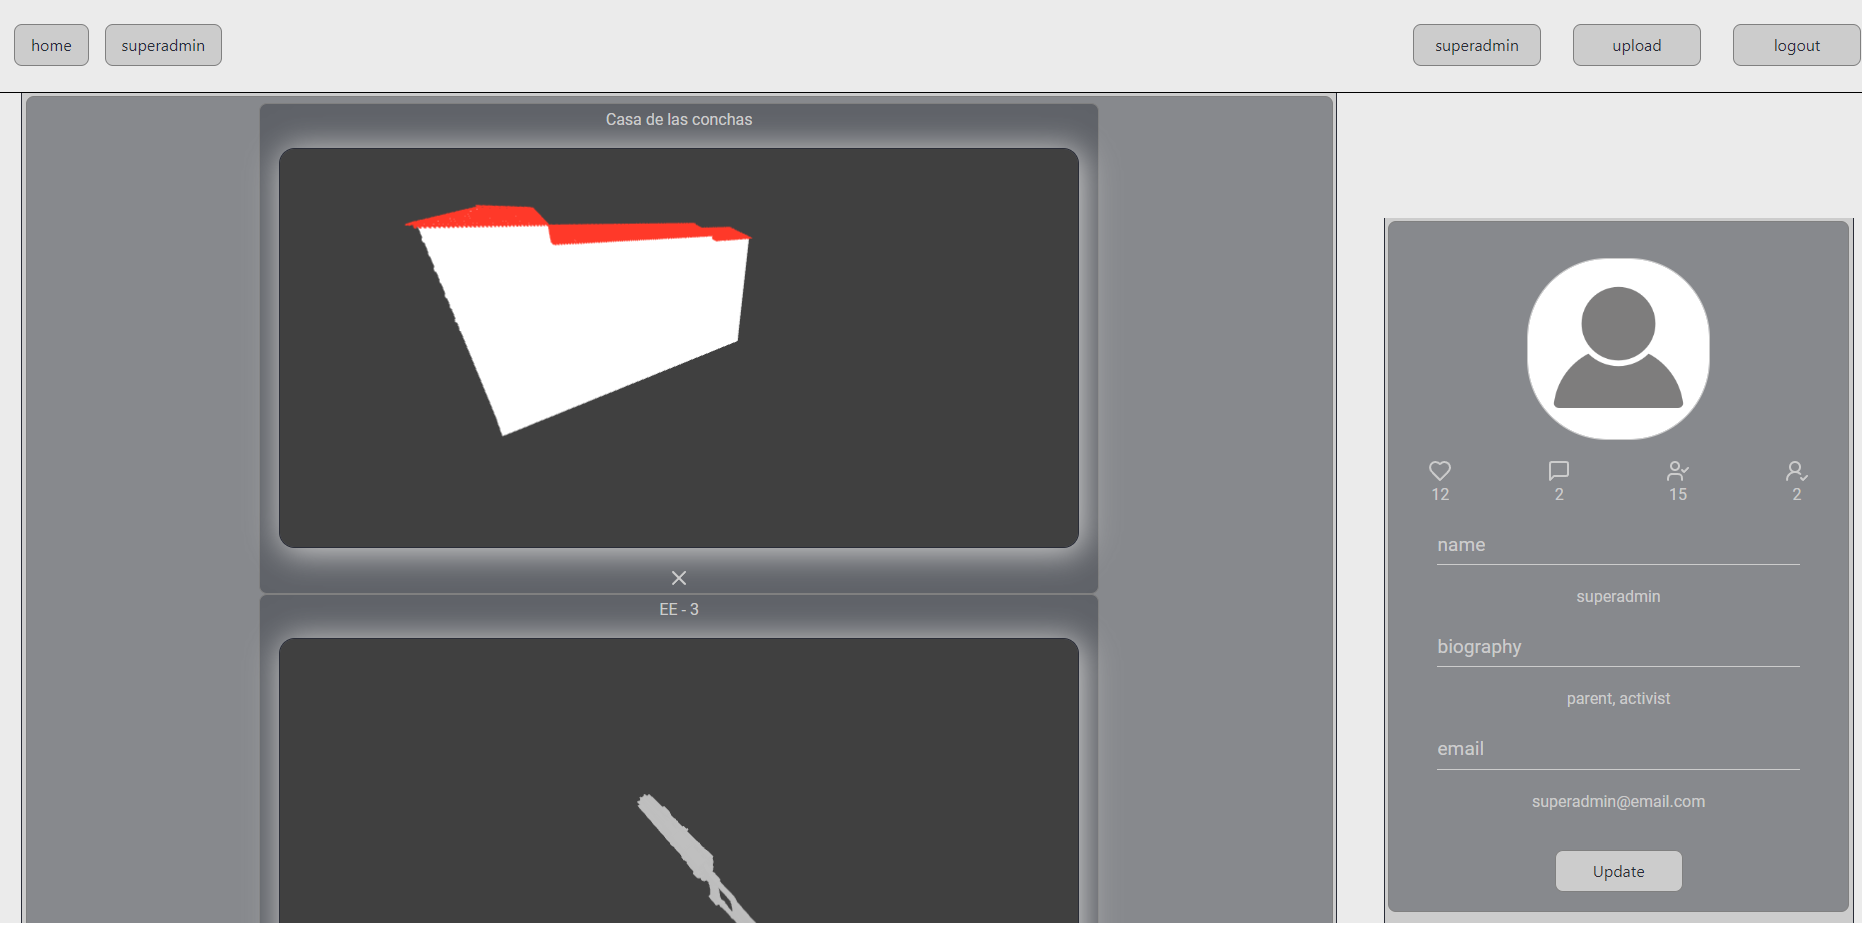 home
superadmin
superadmin
upload
logout
Casa de las conchas
EE - 3
12
2
15
2
name
superadmin
biography
parent, activist
email
superadmin@email.com
Update